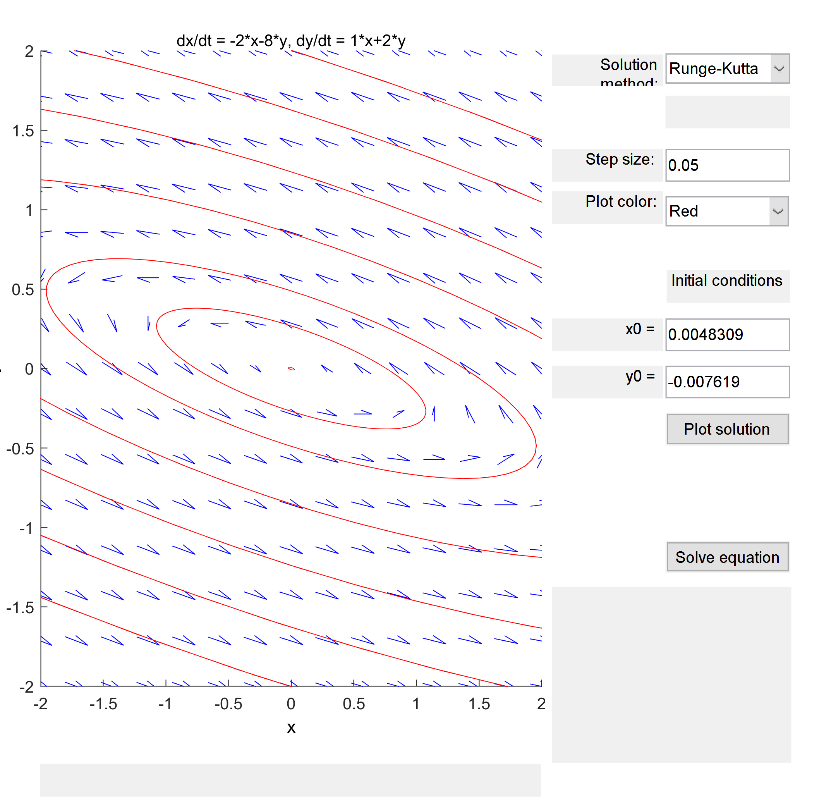 dx/dt = -2*x-8*y, dy/dt = 1*x+2*y
2
1.5
1
0.5
0
-0.5
-1
-1.5
-2
-2
-1.5
-1
-0.5
0
0.5
1
1.5
2
x
Solution
method:
Runge-Kutta
Step size:
0.05
Plot color:
Red
Initial conditions
x0 =
0.0048309
y0 =
-0.007619
Plot solution
Solve equation